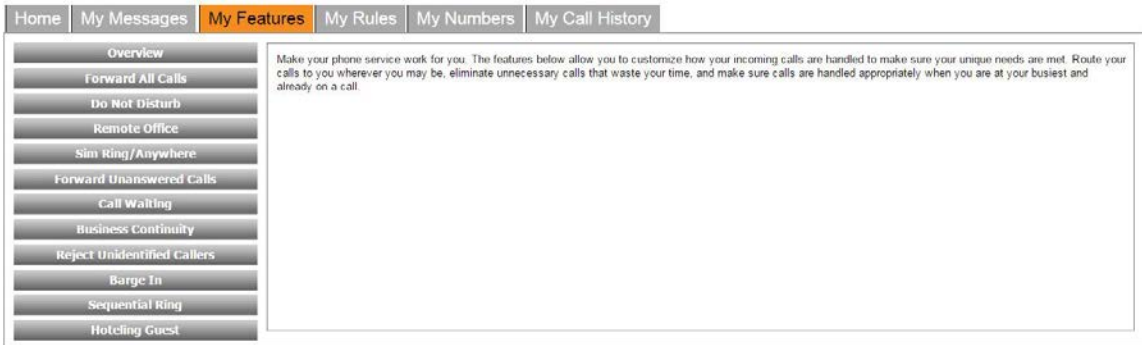 Home My Messages My Features My Rules My Numbers My Call History
Overview
Forward All Calls
Do Not Disturb
Remote Office
Sim Ring/Anywhere
Forward Unanswered Calls
Call Waiting
Business Continuity
Reject Unidentified Callers
Barge In
Sequential Ring
Hoteling Guest
Make your phone service work for you. The features below allow you to customize how your incoming calls are handled to make sure your unique needs are met. Route your
calls to you wherever you may be, eliminate unnecessary calls that waste your time, and make sure calls are handled appropriately when you are at your busiest and
already on a call.